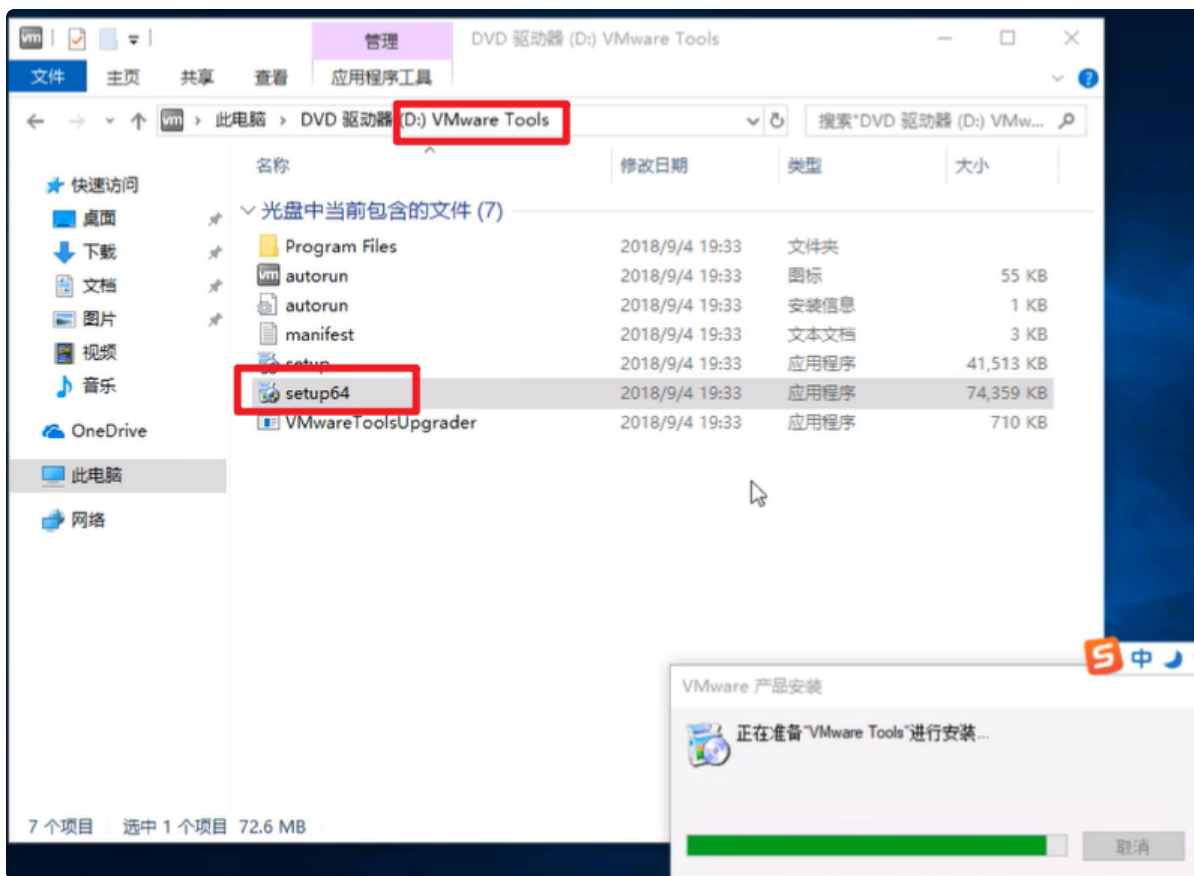 vm
管理 DVD 驱动器 (D:) VMware Tools
文件 主页 共享 查看 应用程序工具
vm 此电脑 DVD 驱动器 (D:) VMware Tools 搜索"DVD 驱动器 (D:) VMw...
名称 修改日期 类型 大小
快速访问
光盘中当前包含的文件 (7)
桌面
Program Files 2018/9/4 19:33 文件夹
下载
vm autorun 2018/9/4 19:33 图标 55 KB
文档
autorun 2018/9/4 19:33 安装信息 1 KB
图片
manifest 2018/9/4 19:33 文本文档 3 KB
视频
setup 2018/9/4 19:33 应用程序 41,513 KB
音乐
setup64 2018/9/4 19:33 应用程序 74,359 KB
OneDrive
VMwareToolsUpgrader 2018/9/4 19:33 应用程序 710 KB
此电脑
网络
S 中
VMware 产品安装
正在准备"VMware Tools"进行安装...
7 个项目 选中 1 个项目 72.6 MB
取消